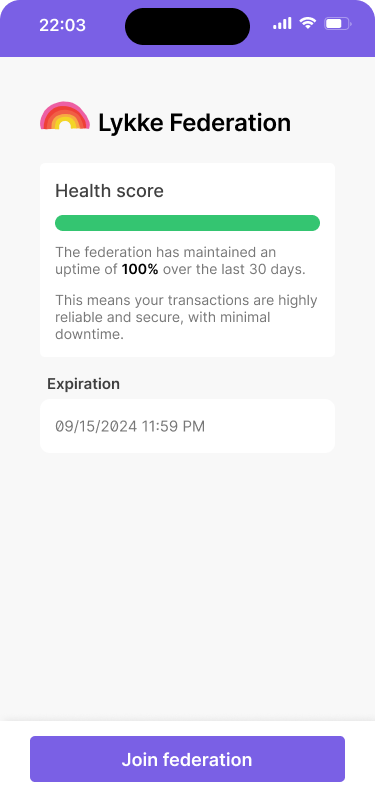 22:03
Lykke Federation
Health score
The federation has maintained an
uptime of 100% over the last 30 days.
This means your transactions are highly
reliable and secure, with minimal
downtime.
Expiration
09/15/2024 11:59 PM
Join federation